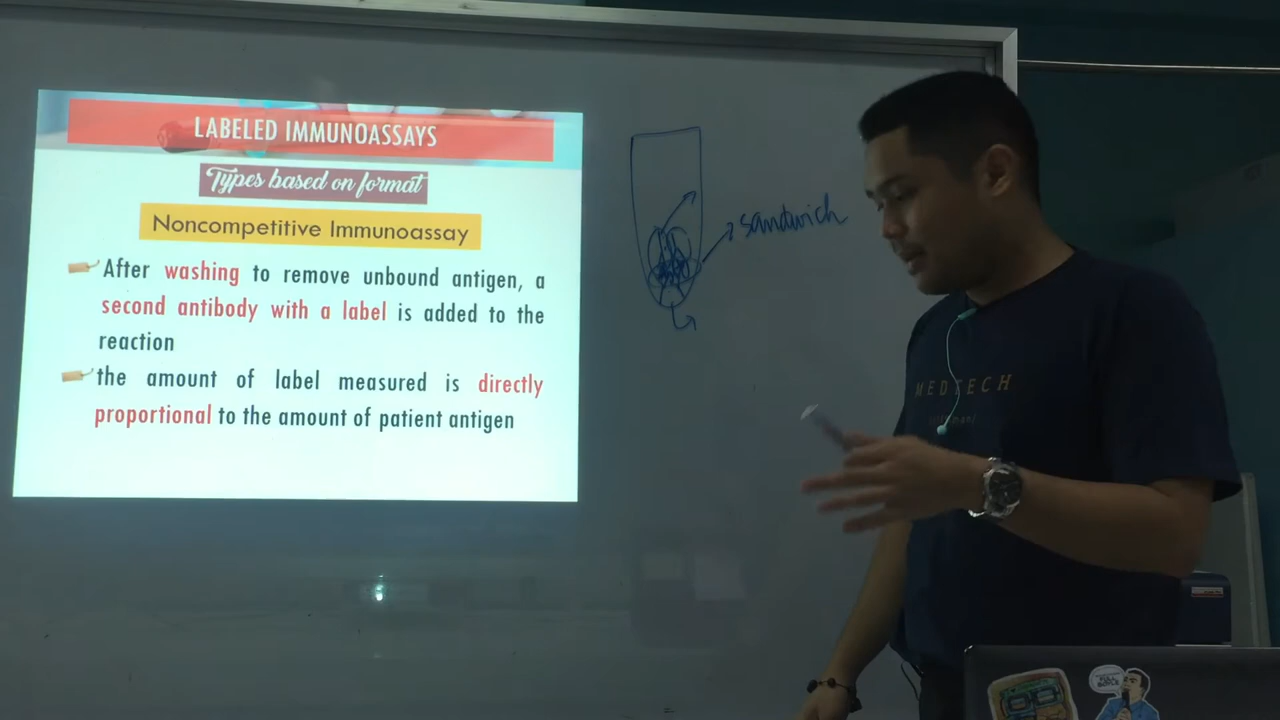 LABELED IMMUNOASSAYS
Types based on format
Noncompetitive Immunoassay
After washing to remove unbound antigen, a
second antibody with a label is added to the
reaction
the amount of label measured is directly
proportional to the amount of patient antigen
sandwich
MEDTECH